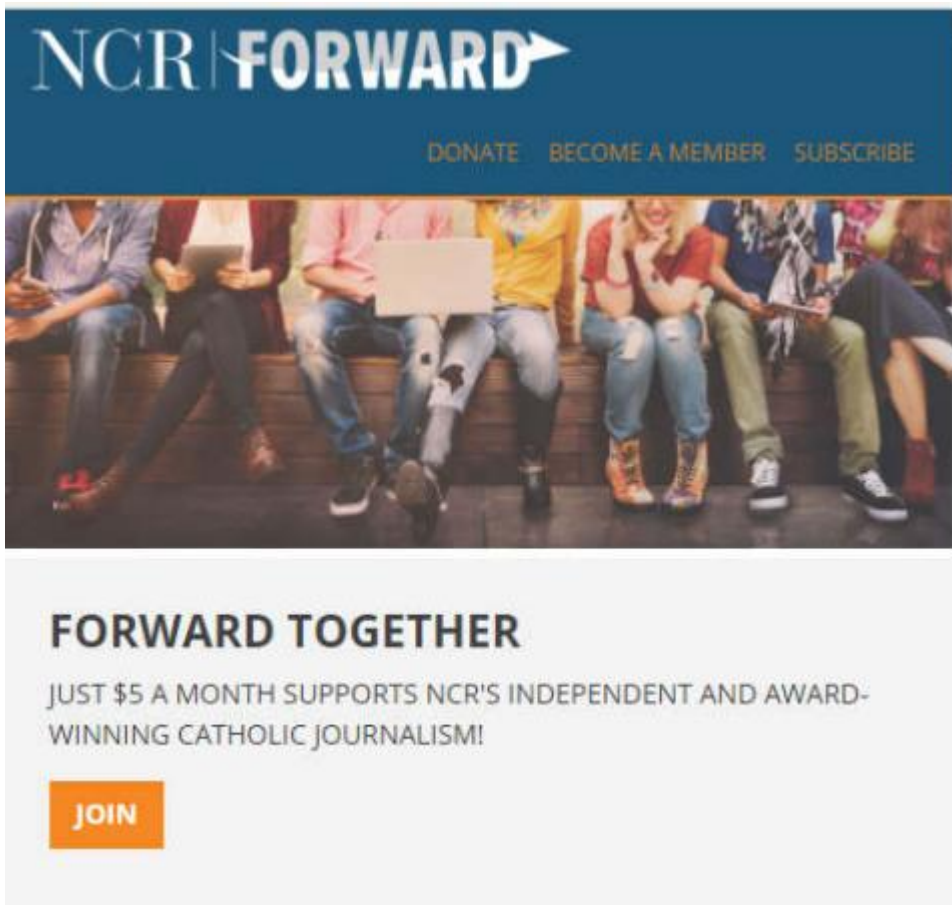 NCR FORWARD
DONATE BECOME A MEMBER SUBSCRIBE
FORWARD TOGETHER
JUST $5 A MONTH SUPPORTS NCR'S INDEPENDENT AND AWARD-
WINNING CATHOLIC JOURNALISM!
JOIN